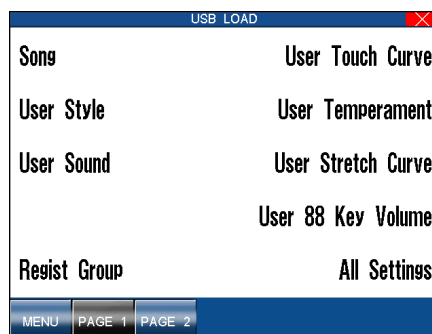 USB LOAD
Song User Touch Curve
User Style User Temperament
User Sound User Stretch Curve
User 88 Key Volume
Regist Group All Settings
MENU PAGE 1 PAGE 2